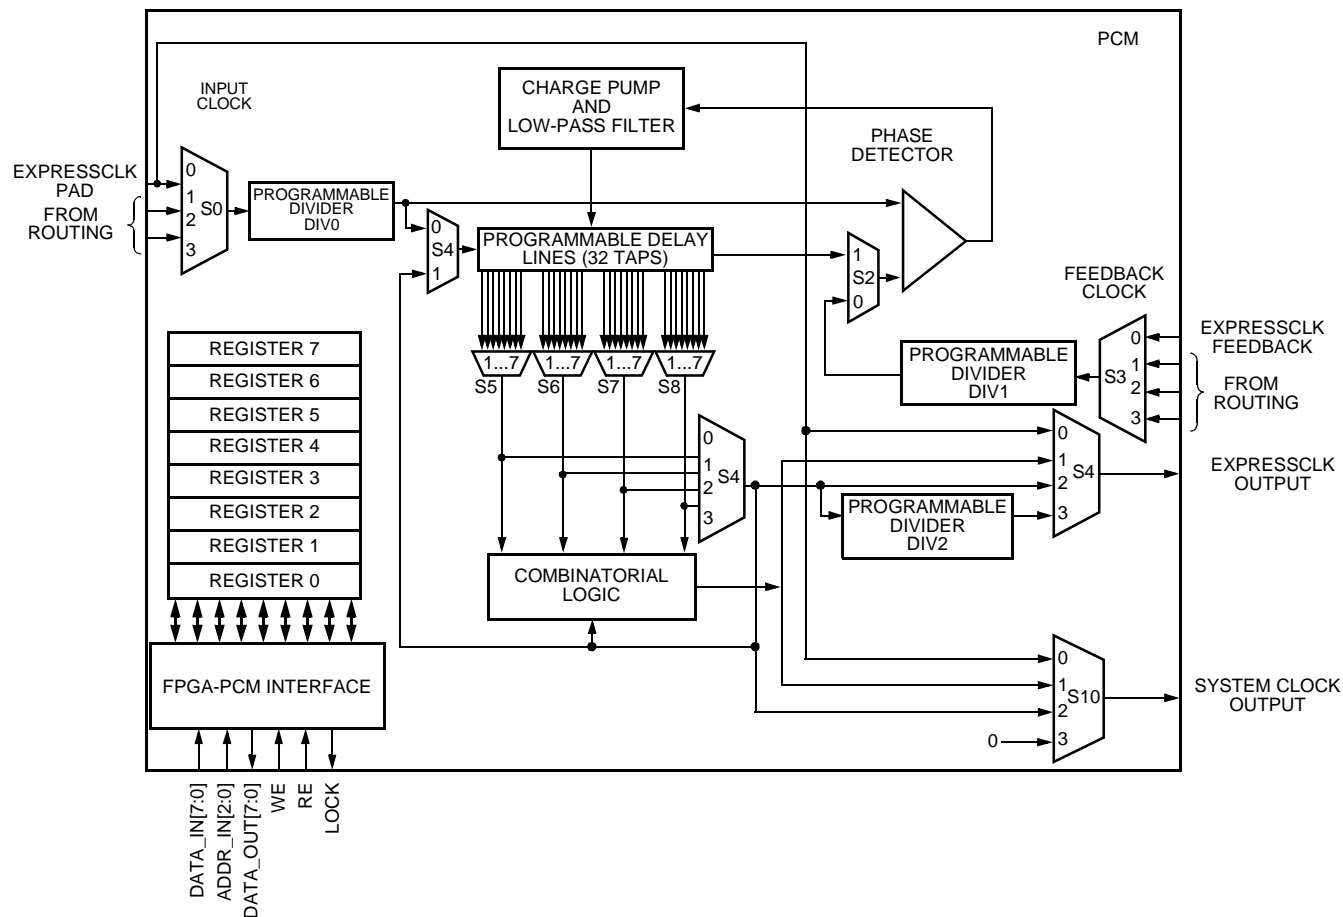 PCM
INPUT
CLOCK
CHARGE PUMP
AND
LOW-PASS FILTER
PHASE
DETECTOR
EXPRESSCLK
PAD
FROM
ROUTING
0
1
2
3
S0
PROGRAMMABLE
DIVIDER
DIV0
0
S4
1
PROGRAMMABLE DELAY
LINES (32 TAPS)
1
S2
0
FEEDBACK
CLOCK
EXPRESSCLK
FEEDBACK
FROM
ROUTING
0
1
2
3
S3
PROGRAMMABLE
DIVIDER
DIV1
REGISTER 7
REGISTER 6
REGISTER 5
REGISTER 4
REGISTER 3
REGISTER 2
REGISTER 1
REGISTER 0
1...7
1...7
1...7
1...7
S5
S6
S7
S8
0
1
2
3
S4
PROGRAMMABLE
DIVIDER
DIV2
0
1
2
3
S4
EXPRESSCLK
OUTPUT
COMBINATORIAL
LOGIC
FPGA-PCM INTERFACE
0
1
2
3
S10
0
SYSTEM CLOCK
OUTPUT
DATA_IN[7:0]
ADDR_IN[2:0]
DATA_OUT[7:0]
WE
RE
LOCK